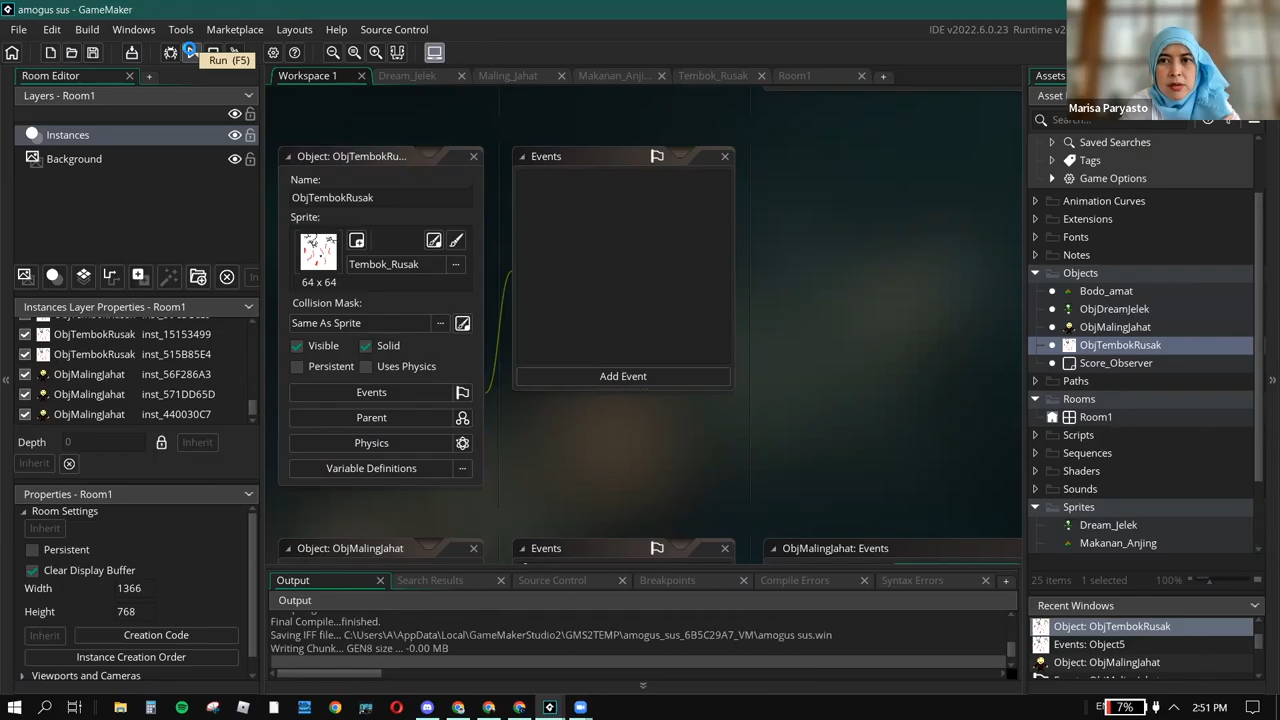 amogus sus - GameMaker
File Edit Build Windows Tools Marketplace Layouts Help Source Control
IDE v2022.6.0.23 Runtime v2
Run (F5)
Marisa Paryasto
Room Editor
Workspace 1
Dream_Jelek
Maling_Jahat
Makanan_Anji...
Tembok_Rusak
Room1
Assets
Layers - Room1
Search...
Instances
Background
Object: ObjTembokRu...
Name:
ObjTembokRusak
Sprite:
Tembok_Rusak
64 x 64
Collision Mask:
Same As Sprite
Visible
Solid
Persistent
Uses Physics
Events
Parent
Physics
Variable Definitions
Events
Add Event
Instances Layer Properties - Room1
ObjTembokRusak inst_15153499
ObjTembokRusak inst_515B85E4
ObjMalingJahat inst_56F286A3
ObjMalingJahat inst_571DD65D
ObjMalingJahat inst_440030C7
Depth 0 Inherit
Inherit
Properties - Room1
Room Settings
Inherit
Persistent
Clear Display Buffer
Width 1366
Height 768
Inherit
Creation Code
Instance Creation Order
Viewports and Cameras
Object: ObjMalingJahat
Events
ObjMalingJahat: Events
Output
Search Results
Source Control
Breakpoints
Compile Errors
Syntax Errors
Output
Final Compile...finished.
Saving IFF file... C:\Users\A\AppData\Local\GameMakerStudio2\GMS2TEMP\amogus_sus_6B5C29A7_VM\amogus sus.win
Writing Chunk... GEN8 size ... -0.00 MB
Saved Searches
Tags
Game Options
Animation Curves
Extensions
Fonts
Notes
Objects
Bodo_amat
ObjDreamJelek
ObjMalingJahat
ObjTembokRusak
Score_Observer
Paths
Rooms
Room1
Scripts
Sequences
Shaders
Sounds
Sprites
Dream_Jelek
Makanan_Anjing
25 items 1 selected 100%
Recent Windows
Object: ObjTembokRusak
Events: Object5
Object: ObjMalingJahat
7%
2:51 PM